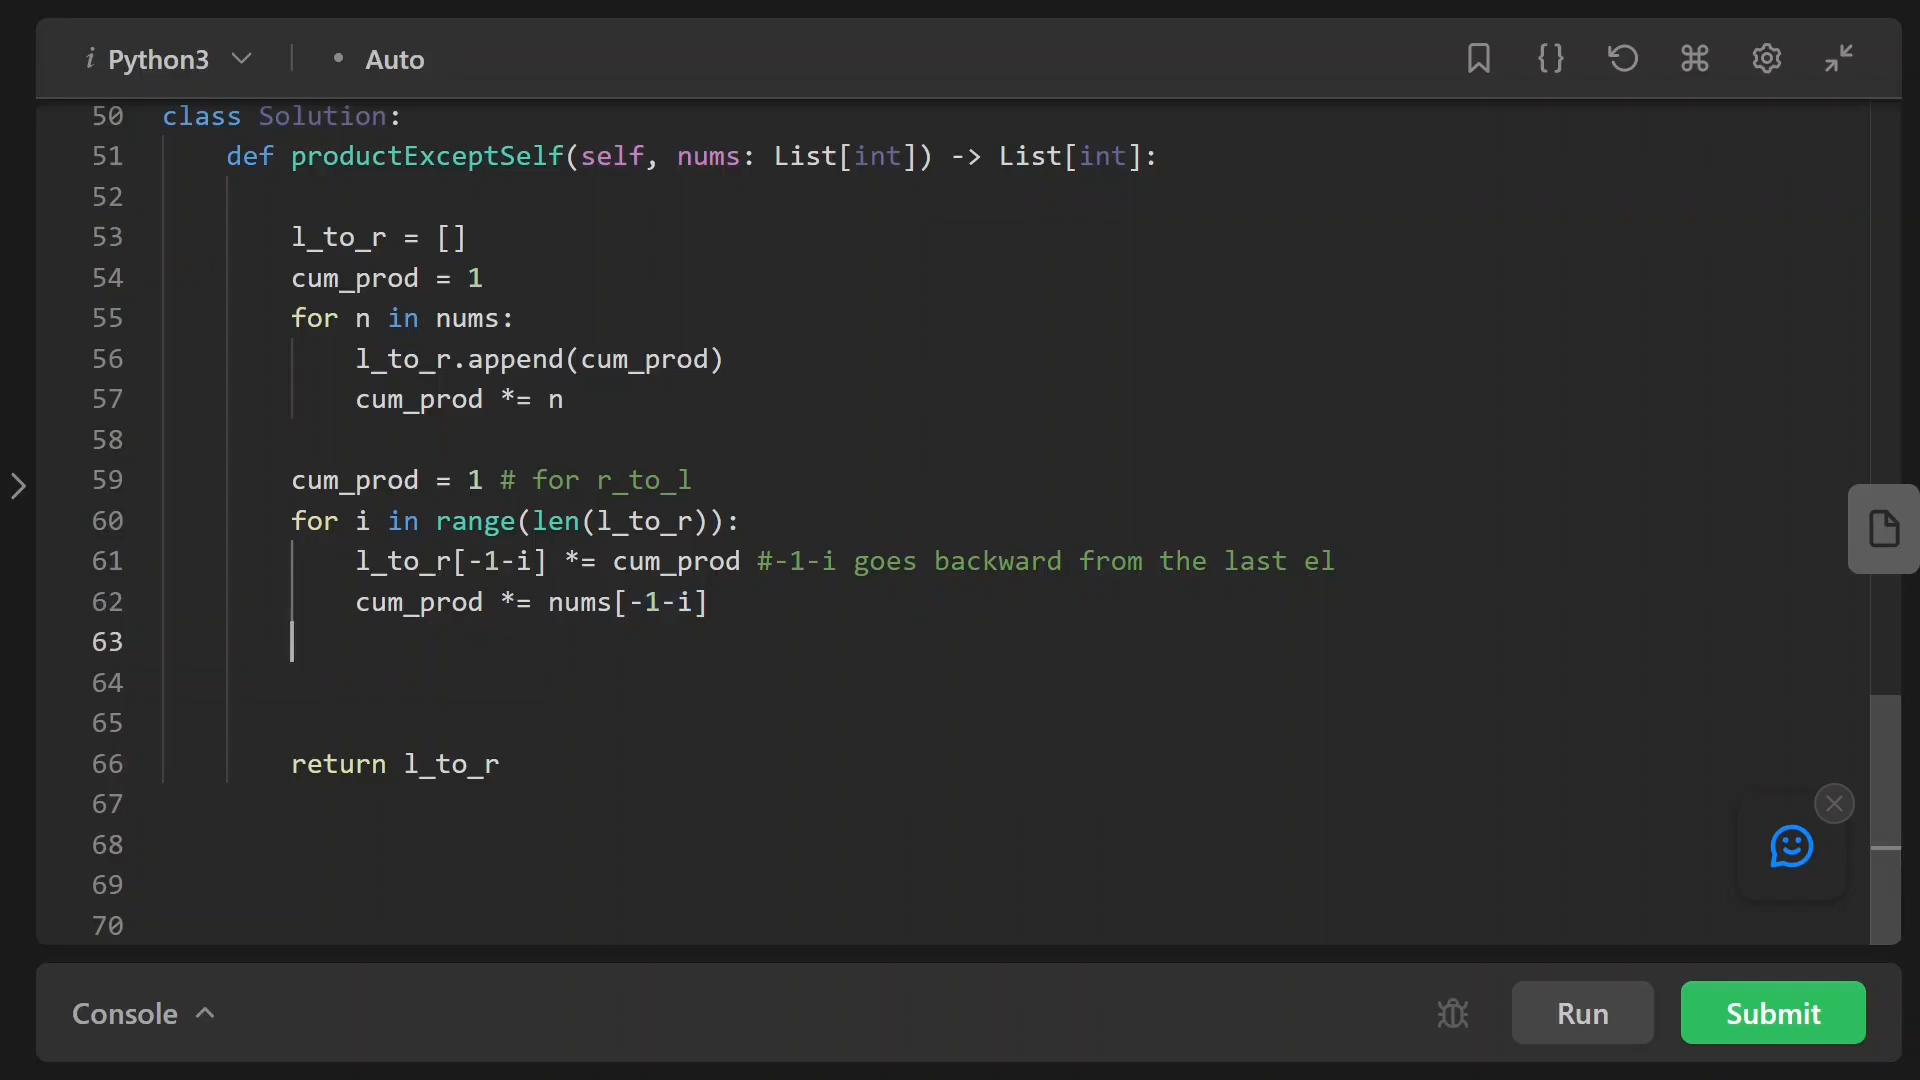 i Python3 • Auto
50 class Solution:
51 def productExceptSelf(self, nums: List[int]) -> List[int]:
52
53 l_to_r = []
54 cum_prod = 1
55 for n in nums:
56 l_to_r.append(cum_prod)
57 cum_prod *= n
58
59 cum_prod = 1 # for r_to_l
60 for i in range(len(l_to_r)):
61 l_to_r[-1-i] *= cum_prod #-1-i goes backward from the last el
62 cum_prod *= nums[-1-i]
63
64
65
66 return l_to_r
67
68
69
70
Console Run Submit